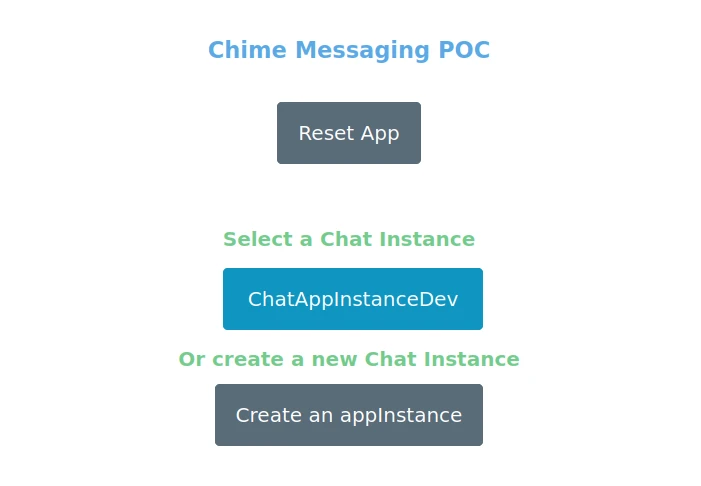 Chime Messaging POC
Reset App
Select a Chat Instance
ChatAppInstanceDev
Or create a new Chat Instance
Create an appInstance